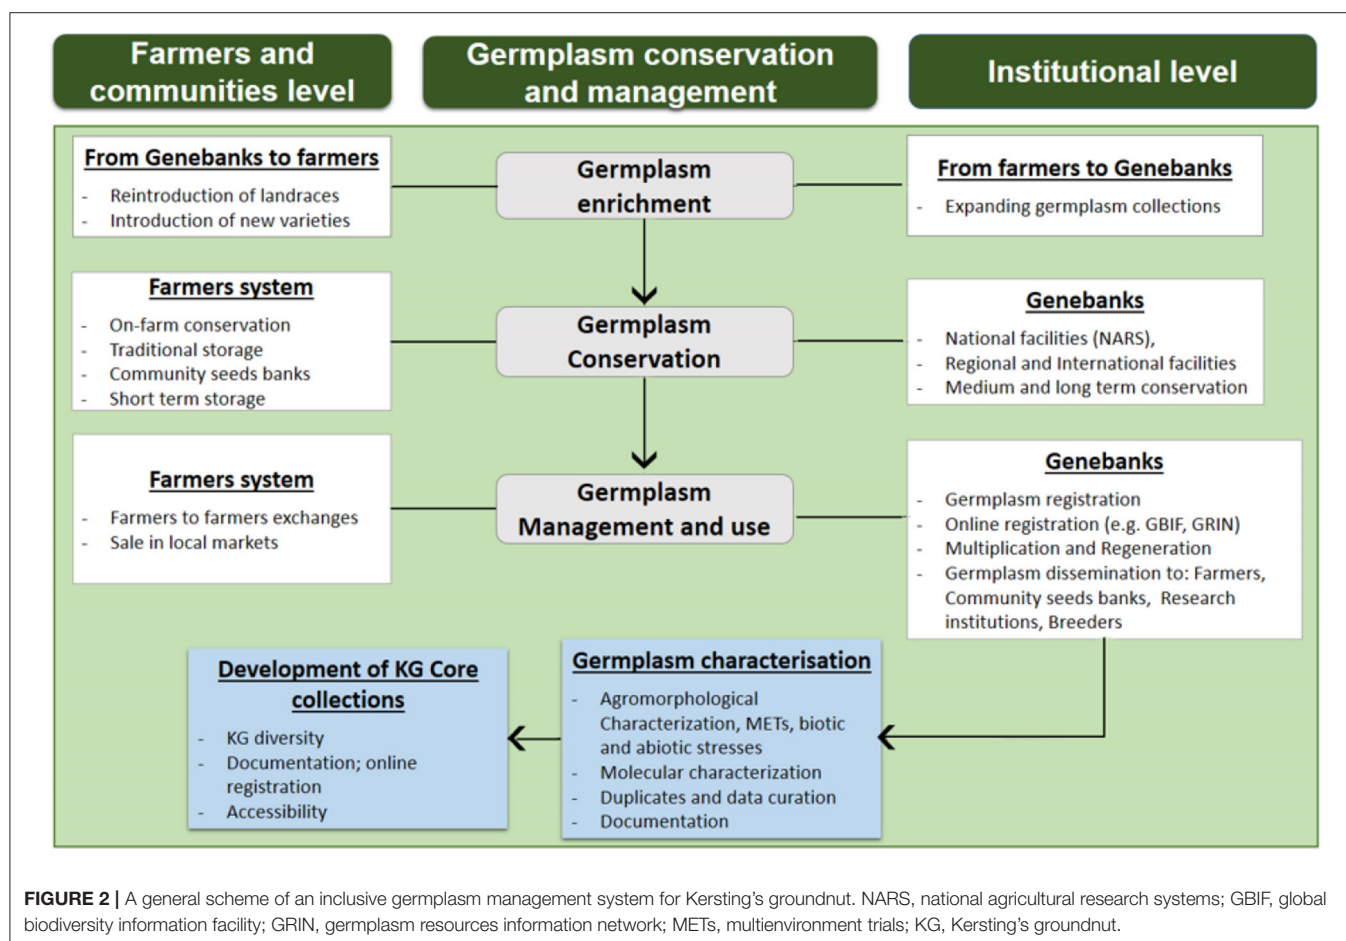 Farmers and
communities level
Germplasm conservation
and management
Institutional level
From Genebanks to farmers
- Reintroduction of landraces
- Introduction of new varieties
Germplasm
enrichment
From farmers to Genebanks
- Expanding germplasm collections
Farmers system
- On-farm conservation
- Traditional storage
- Community seeds banks
- Short term storage
Germplasm
Conservation
Genebanks
- National facilities (NARS),
- Regional and International facilities
- Medium and long term conservation
Farmers system
- Farmers to farmers exchanges
- Sale in local markets
Germplasm
Management and use
Genebanks
- Germplasm registration
- Online registration (e.g. GBIF, GRIN)
- Multiplication and Regeneration
- Germplasm dissemination to: Farmers,
Community seeds banks, Research
institutions, Breeders
Development of KG Core
collections
- KG diversity
- Documentation; online
registration
- Accessibility
Germplasm characterisation
- Agromorphological
Characterization, METs, biotic
and abiotic stresses
- Molecular characterization
- Duplicates and data curation
- Documentation
FIGURE 2 | A general scheme of an inclusive germplasm management system for Kersting's groundnut. NARS, national agricultural research systems; GBIF, global
biodiversity information facility; GRIN, germplasm resources information network; METs, multienvironment trials; KG, Kersting's groundnut.